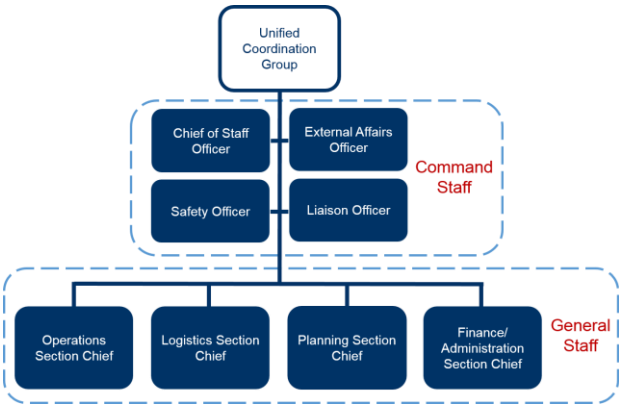 Unified
Coordination
Group
Chief of Staff
Officer
External Affairs
Officer
Command
Staff
Safety Officer
Liaison Officer
Operations
Section Chief
Logistics Section
Chief
Planning Section
Chief
Finance/
Administration
Section Chief
General
Staff